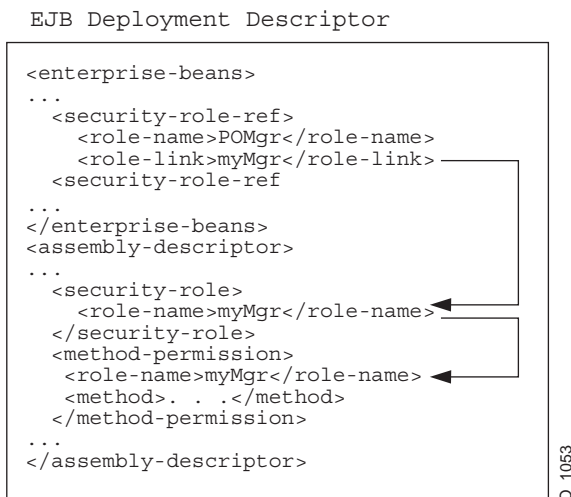 EJB Deployment Descriptor
<enterprise-beans>
...
<security-role-ref>
<role-name>POMgr</role-name>
<role-link>myMgr</role-link>
<security-role-ref
...
</enterprise-beans>
<assembly-descriptor>
...
<security-role>
<role-name>myMgr</role-name>
</security-role>
<method-permission>
<role-name>myMgr</role-name>
<method>. . .</method>
</method-permission>
...
</assembly-descriptor>
1053